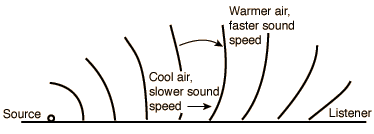 Warmer air,
faster sound
speed
Cool air,
slower sound
speed
Source
Listener